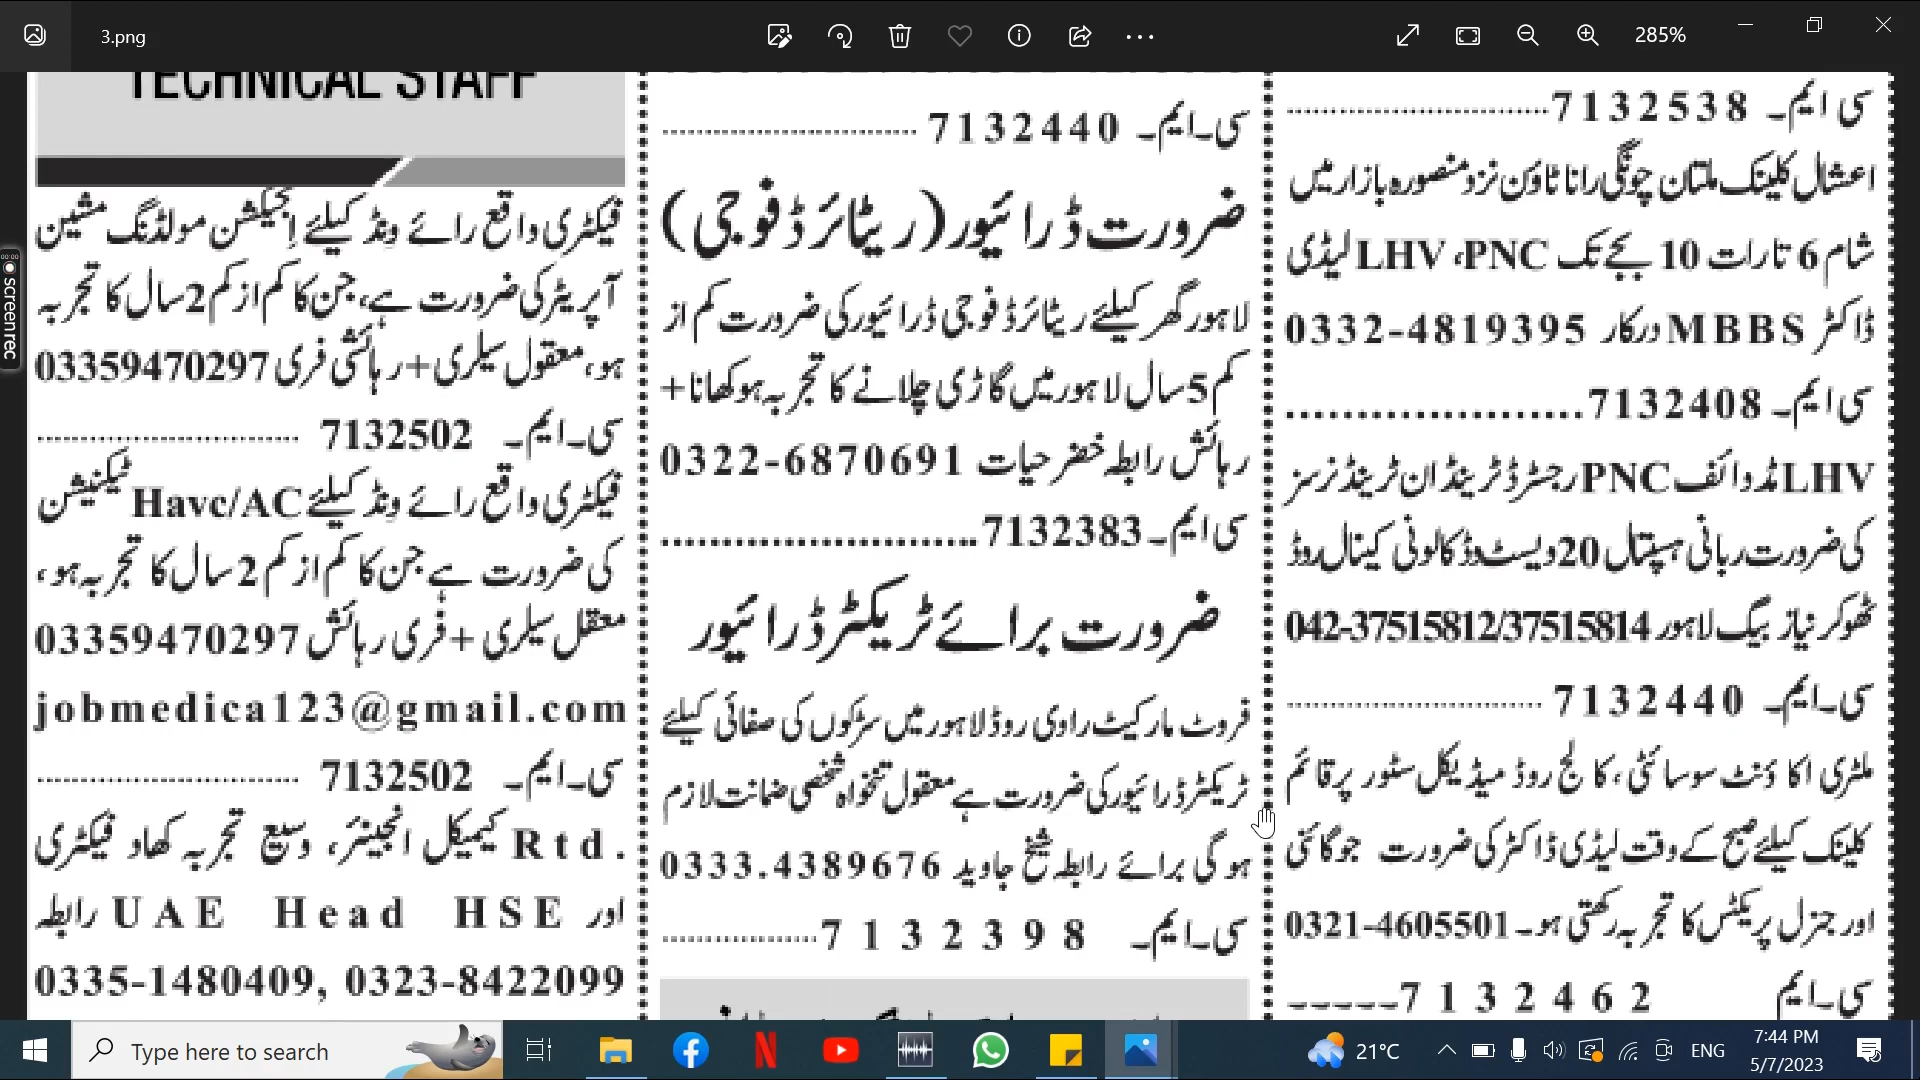 3.png
285%
TECHNICAL STAFF
فیکٹری واقع رائے ونڈ کیلئے اِنجیکشن مولڈنگ مشین
آپریٹر کی ضرورت ہے، جن کا کم از کم 2 سال کا تجربہ
ہو، معقول سیلری + رہائشی فری 03359470297
سی۔ایم۔ 7132502
فیکٹری واقع رائے ونڈ کیلئے Havc/AC ٹیکنیشن
کی ضرورت ہے جن کا کم از کم 2 سال کا تجربہ ہو،
معقل سیلری + فری رہائش 03359470297
jobmedica123@gmail.com
سی۔ایم۔ 7132502
Rtd. کیمیکل انجینئر، وسیع تجربہ کھاد فیکٹری
اور UAE Head HSE رابطہ
0335-1480409, 0323-8422099
سی۔ایم۔ 7132440
ضرورت ڈرائیور (ریٹائرڈ فوجی)
لاہور گھر کیلئے ریٹائرڈ فوجی ڈرائیور کی ضرورت کم از
کم 5 سال لاہور میں گاڑی چلانے کا تجربہ ہو کھانا+
رہائش رابطہ خضر حیات 0322-6870691
سی ایم۔ 7132383
ضرورت برائے ٹریکٹر ڈرائیور
فروٹ مارکیٹ راوی روڈ لاہور میں سڑکوں کی صفائی کیلئے
ٹریکٹر ڈرائیور کی ضرورت ہے معقول تنخواہ شخصی ضمانت لازم
ہوگی برائے رابطہ شیخ جاوید 0333.4389676
سی۔ایم۔ 7132398
سی ایم۔ 7132538
اعشال کلینک ملتان چونگی رانا ٹاؤن نزد منصورہ بازار میں
شام 6 تا رات 10 بجے تک LHV ،PNC لیڈی
ڈاکٹر MBBS درکار 0332-4819395
سی ایم۔ 7132408
LHV مڈوائف PNC رجسٹرڈ ٹرینڈ ان ٹرینڈ نرسز
کی ضرورت ربانی ہسپتال 20 ویسٹ وڈ کالونی کینال روڈ
ٹھوکر نیاز بیگ لاہور 042-37515812/37515814
سی۔ایم۔ 7132440
ملٹری اکاؤنٹ سوسائٹی، کالج روڈ میڈیکل سٹور پر قائم
کلینک کیلئے صبح کے وقت لیڈی ڈاکٹر کی ضرورت جو گائنی
اور جنرل پریکٹس کا تجربہ رکھتی ہو۔ 0321-4605501
سی۔ایم 7132462
screenrec
00:00
Type here to search
21°C
ENG
7:44 PM
5/7/2023